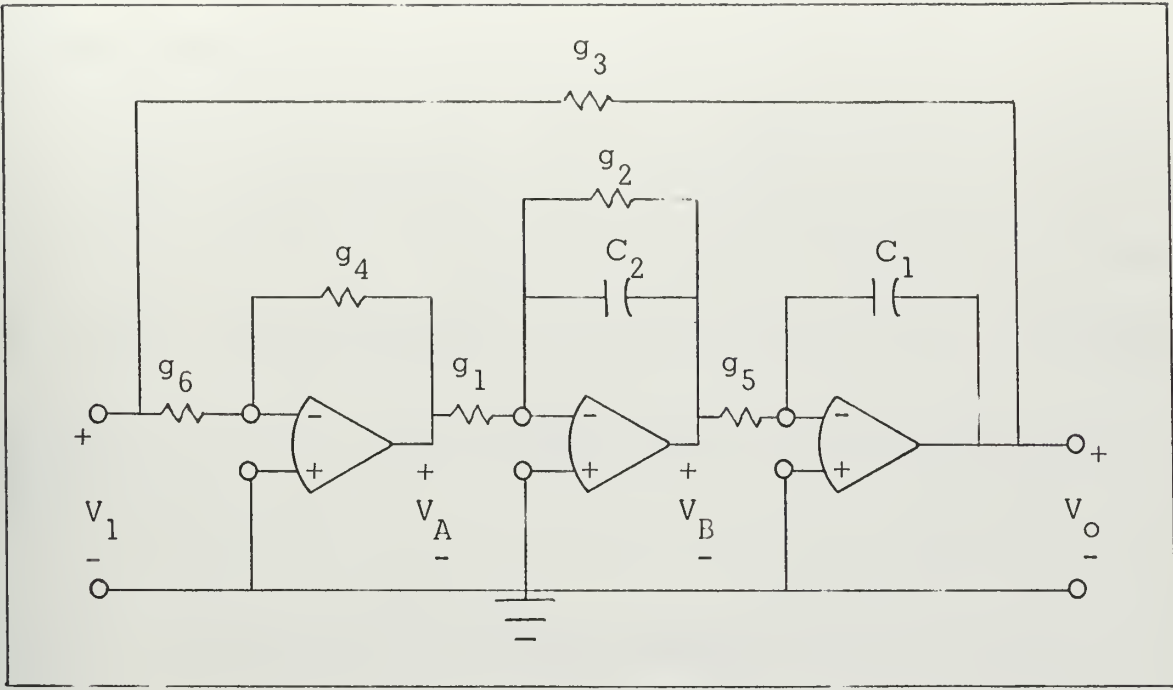 g3
g2
C2
g4
C1
g6
g1
g5
- - -
+ + + + + +
V1 VA VB Vo
- - - -